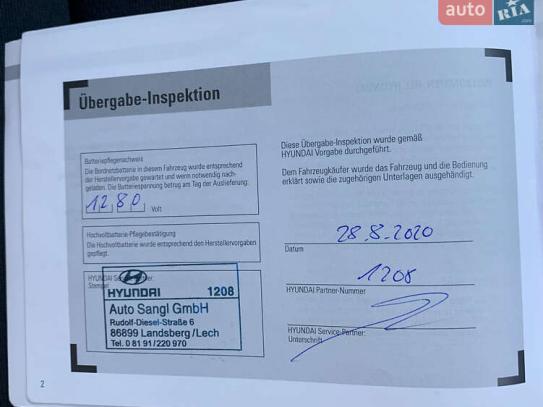 auto RIA
Übergabe-Inspektion
Batteriepflegenachweis
Die Bordnetzbatterien in diesem Fahrzeug wurde entsprechend
der Herstellervorgabe gewartet und wenn notwendig nach-
geladen. Die Batteriespannung betrug am Tag der Auslieferung:
12,80 Volt
Hochvoltbatterie-Pflegebestätigung
Die Hochvoltbatterie wurde entsprechend den Herstellervorgaben
gepflegt.
HYUNDAI Service-Partner:
Stempel
HYUNDAI 1208
Auto Sangl GmbH
Rudolf-Diesel-Straße 6
86899 Landsberg/Lech
Tel. 0 81 91/220 970
Diese Übergabe-Inspektion wurde gemäß
HYUNDAI Vorgabe durchgeführt.
Dem Fahrzeugkäufer wurde das Fahrzeug und die Bedienung
erklärt sowie die zugehörigen Unterlagen ausgehändigt.
28.8.2020
Datum
1208
HYUNDAI Partner-Nummer
HYUNDAI Service-Partner:
Unterschrift
2